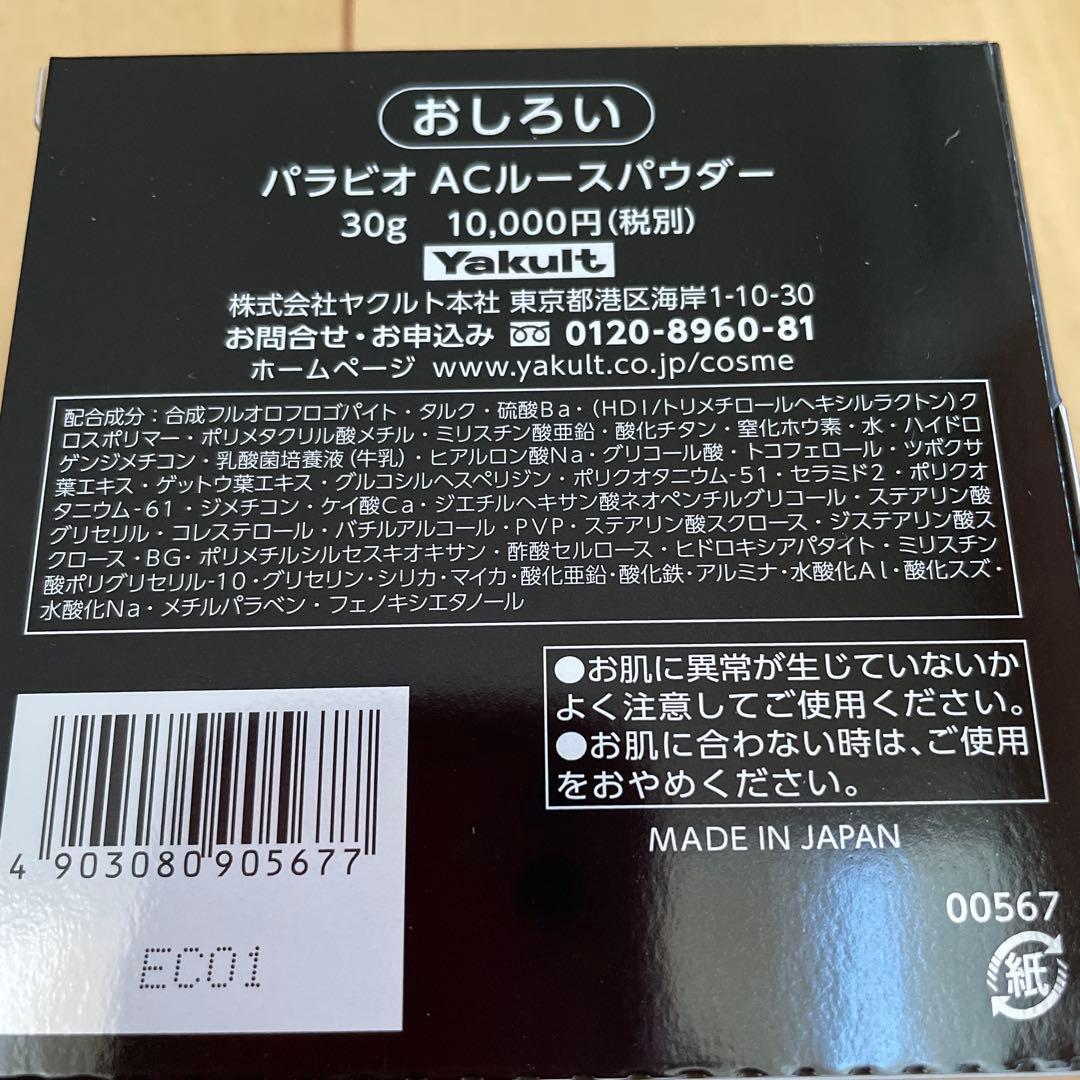 おしろい
パラビオ ACルースパウダー
30g 10,000円(税別)
Yakult
株式会社ヤクルト本社 東京都港区海岸1-10-30
お問合せ・お申込み 0120-8960-81
ホームページ www.yakult.co.jp/cosme
配合成分：合成フルオロフロゴパイト・タルク・硫酸Ba・(HDI/トリメチロールヘキシルラクトン)ク
ロスポリマー・ポリメタクリル酸メチル・ミリスチン酸亜鉛・酸化チタン・窒化ホウ素・水・ハイドロ
ゲンジメチコン・乳酸菌培養液(牛乳)・ヒアルロン酸Na・グリコール酸・トコフェロール・ツボクサ
葉エキス・ゲットウ葉エキス・グルコシルヘスペリジン・ポリクオタニウム-51・セラミド2・ポリクオ
タニウム-61・ジメチコン・ケイ酸Ca・ジエチルヘキサン酸ネオペンチルグリコール・ステアリン酸
グリセリル・コレステロール・バチルアルコール・PVP・ステアリン酸スクロース・ジステアリン酸ス
クロース・BG・ポリメチルシルセスキオキサン・酢酸セルロース・ヒドロキシアパタイト・ミリスチン
酸ポリグリセリル-10・グリセリン・シリカ・マイカ・酸化亜鉛・酸化鉄・アルミナ・水酸化Al・酸化スズ・
水酸化Na・メチルパラベン・フェノキシエタノール
●お肌に異常が生じていないか
よく注意してご使用ください。
●お肌に合わない時は、ご使用
をおやめください。
MADE IN JAPAN
4 903080 905677
EC01
00567
紙